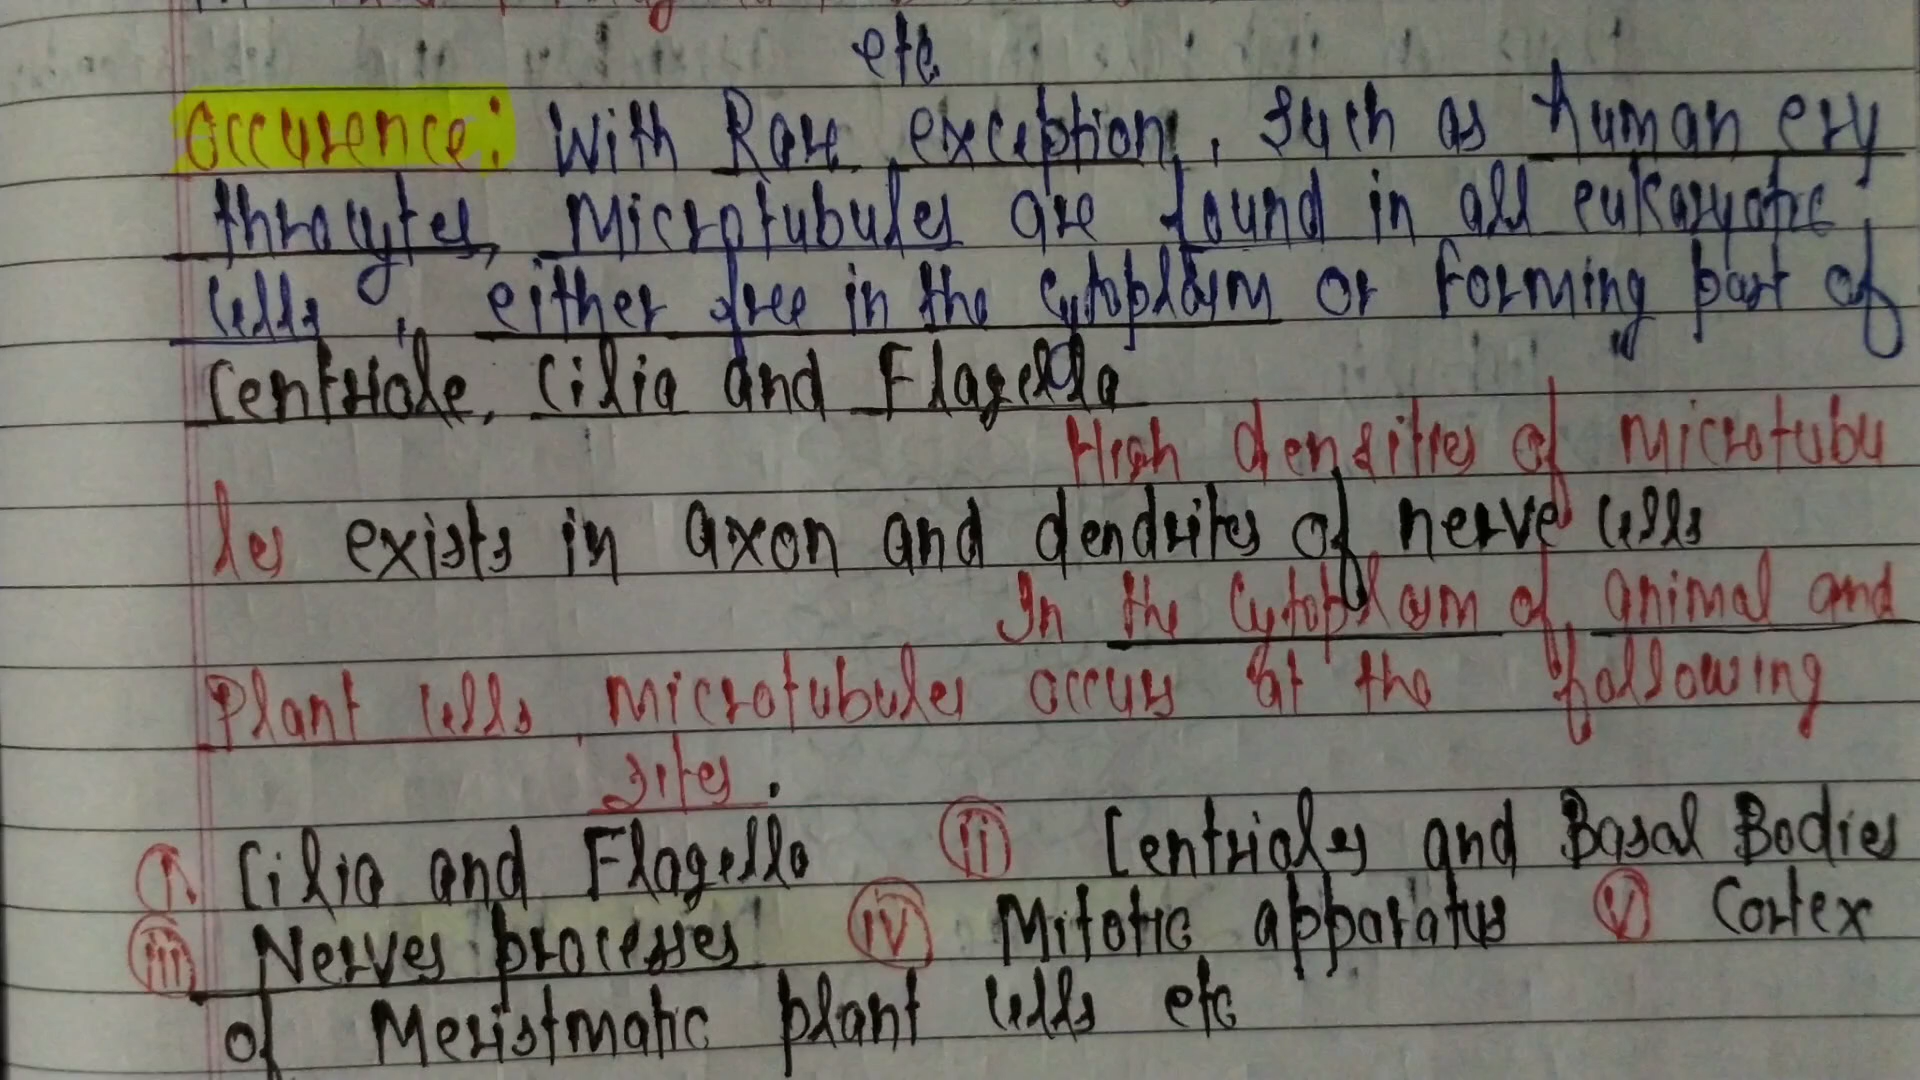 etc
Occurence: With Rare exception, such as human ery
throcytes, Microtubules are found in all eukaryotic
cells, either free in the cytoplasm or forming part of
Centriole, Cilia and Flagella
High densities of microtubu
les exists in axon and dendrites of nerve cells
In the cytoplasm of animal and
Plant cells, microtubules occurs at the following
sites.
i. Cilia and Flagella ii Centrioles and Basal Bodies
iii Nerves processes iv Mitotic apparatus v Cortex
of Meristmatic plant cells etc